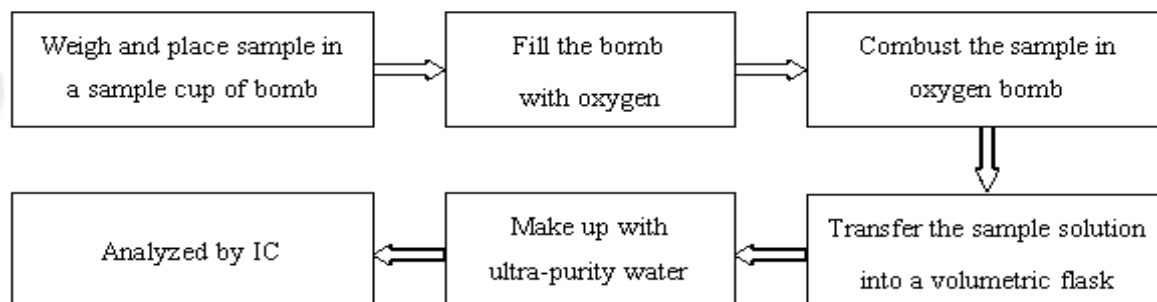 Weigh and place sample in
a sample cup of bomb
Fill the bomb
with oxygen
Combust the sample in
oxygen bomb
Transfer the sample solution
into a volumetric flask
Make up with
ultra-purity water
Analyzed by IC